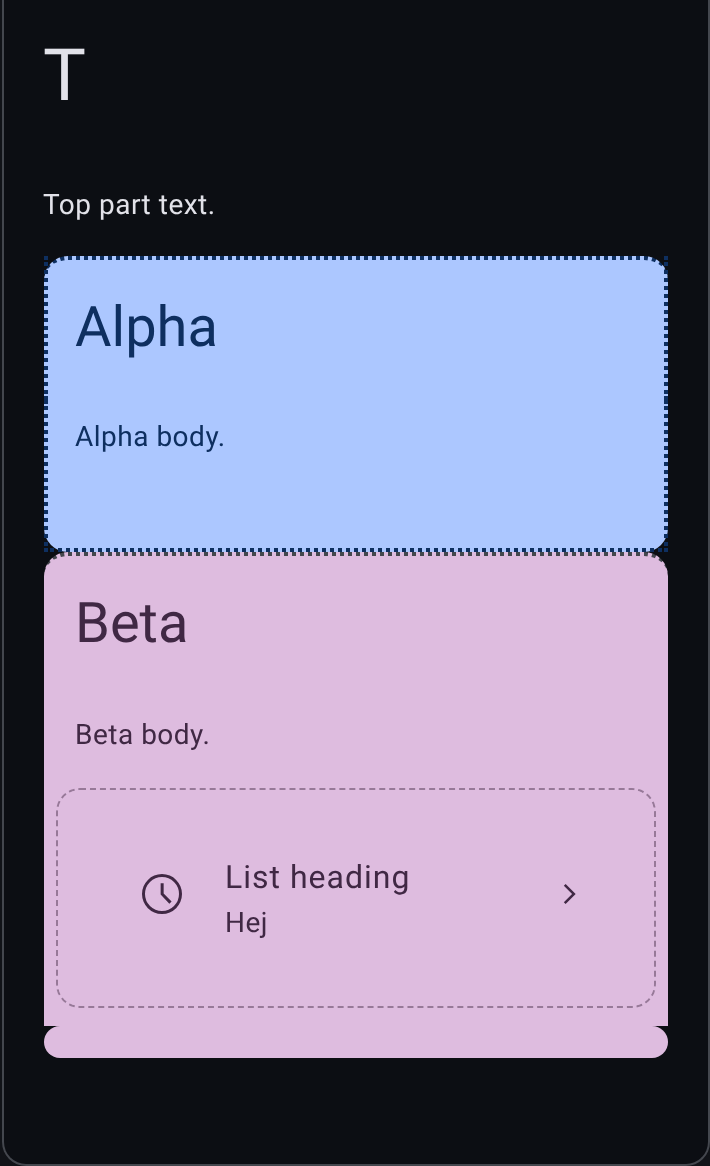 T
Top part text.
Alpha
Alpha body.
Beta
Beta body.
List heading
Hej